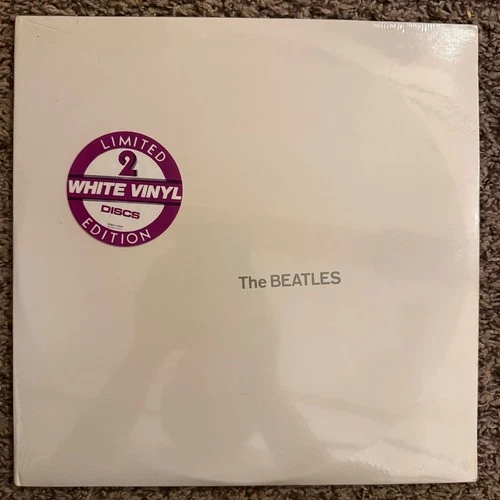 LIMITED
2
WHITE VINYL
DISCS
EDITION
The BEATLES